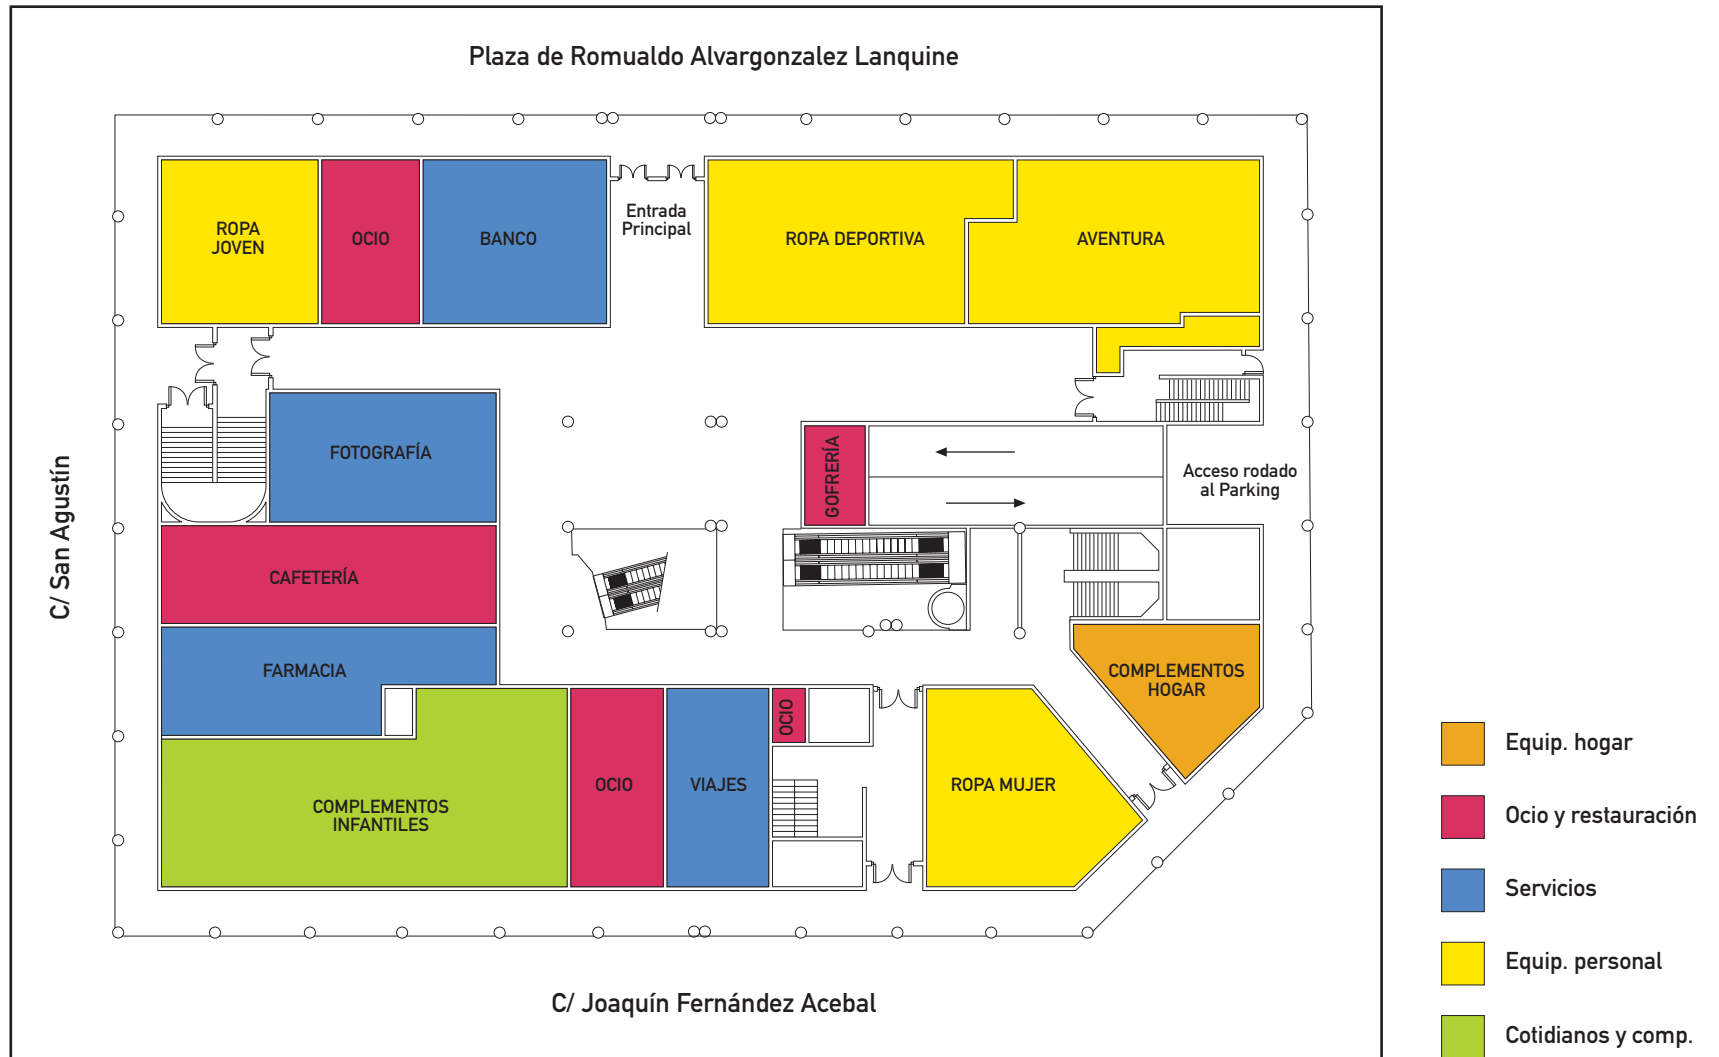 Plaza de Romualdo Alvargonzalez Lanquine
ROPA
JOVEN
OCIO
BANCO
Entrada
Principal
ROPA DEPORTIVA
AVENTURA
FOTOGRAFÍA
GOFRERÍA
Acceso rodado
al Parking
C/ San Agustín
CAFETERÍA
FARMACIA
COMPLEMENTOS
HOGAR
COMPLEMENTOS
INFANTILES
OCIO
VIAJES
OCIO
ROPA MUJER
C/ Joaquín Fernández Acebal
Equip. hogar
Ocio y restauración
Servicios
Equip. personal
Cotidianos y comp.